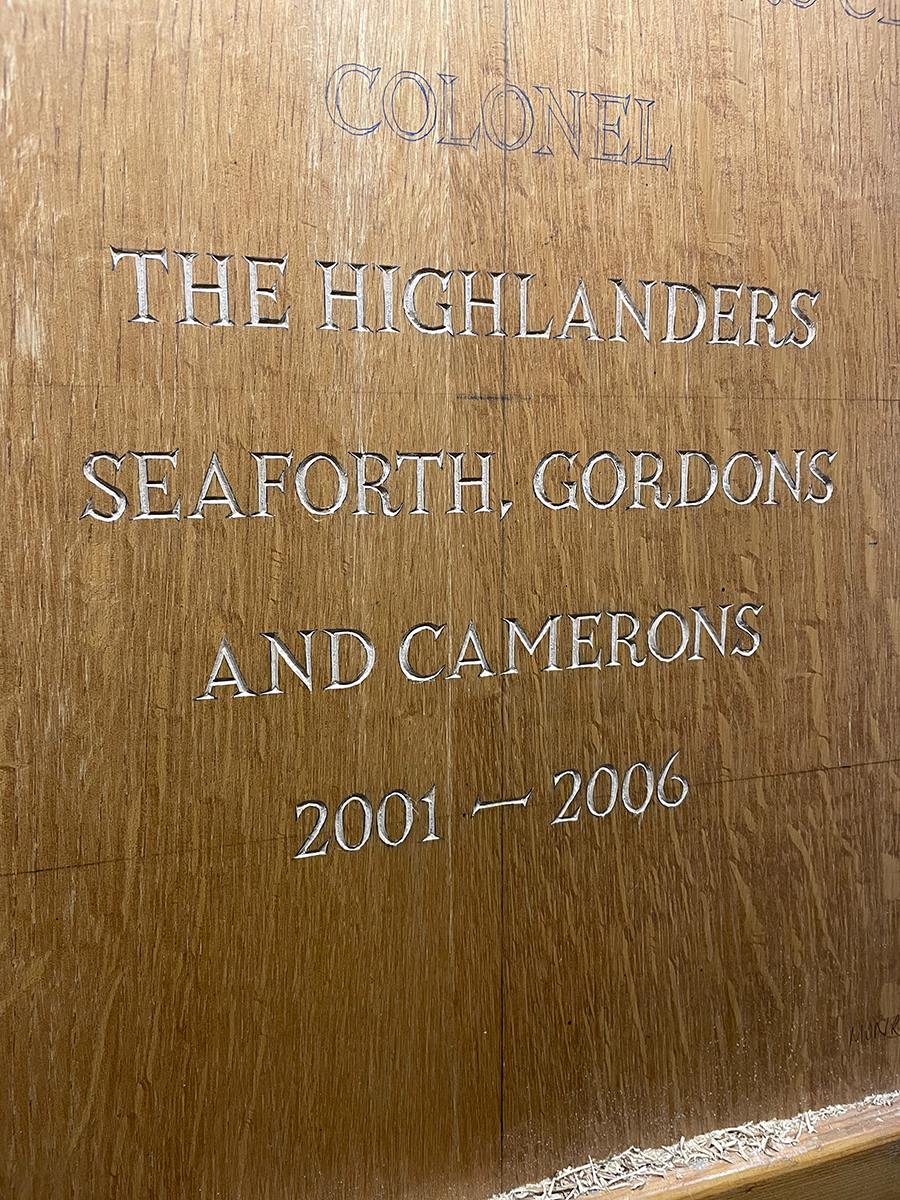 COLONEL
THE HIGHLANDERS
SEAFORTH, GORDONS
AND CAMERONS
2001 — 2006